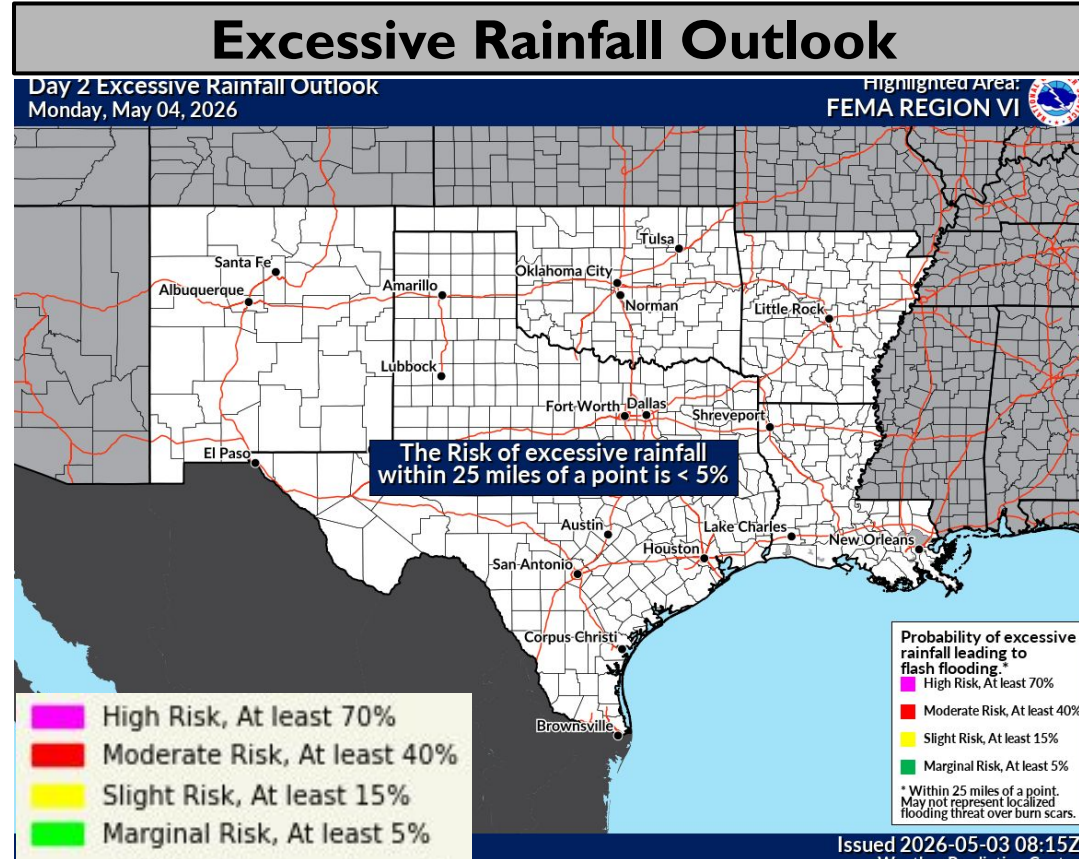 Excessive Rainfall Outlook
Day 2 Excessive Rainfall Outlook
Monday, May 04, 2026
Highlighted Area:
FEMA REGION VI
Tulsa
Santa Fe
Oklahoma City
Albuquerque
Amarillo
Norman
Little Rock
Lubbock
Fort Worth
Dallas
Shreveport
El Paso
The Risk of excessive rainfall
within 25 miles of a point is < 5%
Austin
Lake Charles
New Orleans
Houston
San Antonio
Corpus Christi
Brownsville
Probability of excessive
rainfall leading to
flash flooding.*
High Risk, At least 70%
Moderate Risk, At least 40%
Slight Risk, At least 15%
Marginal Risk, At least 5%
* Within 25 miles of a point.
May not represent localized
flooding threat over burn scars.
High Risk, At least 70%
Moderate Risk, At least 40%
Slight Risk, At least 15%
Marginal Risk, At least 5%
Issued 2026-05-03 08:15Z